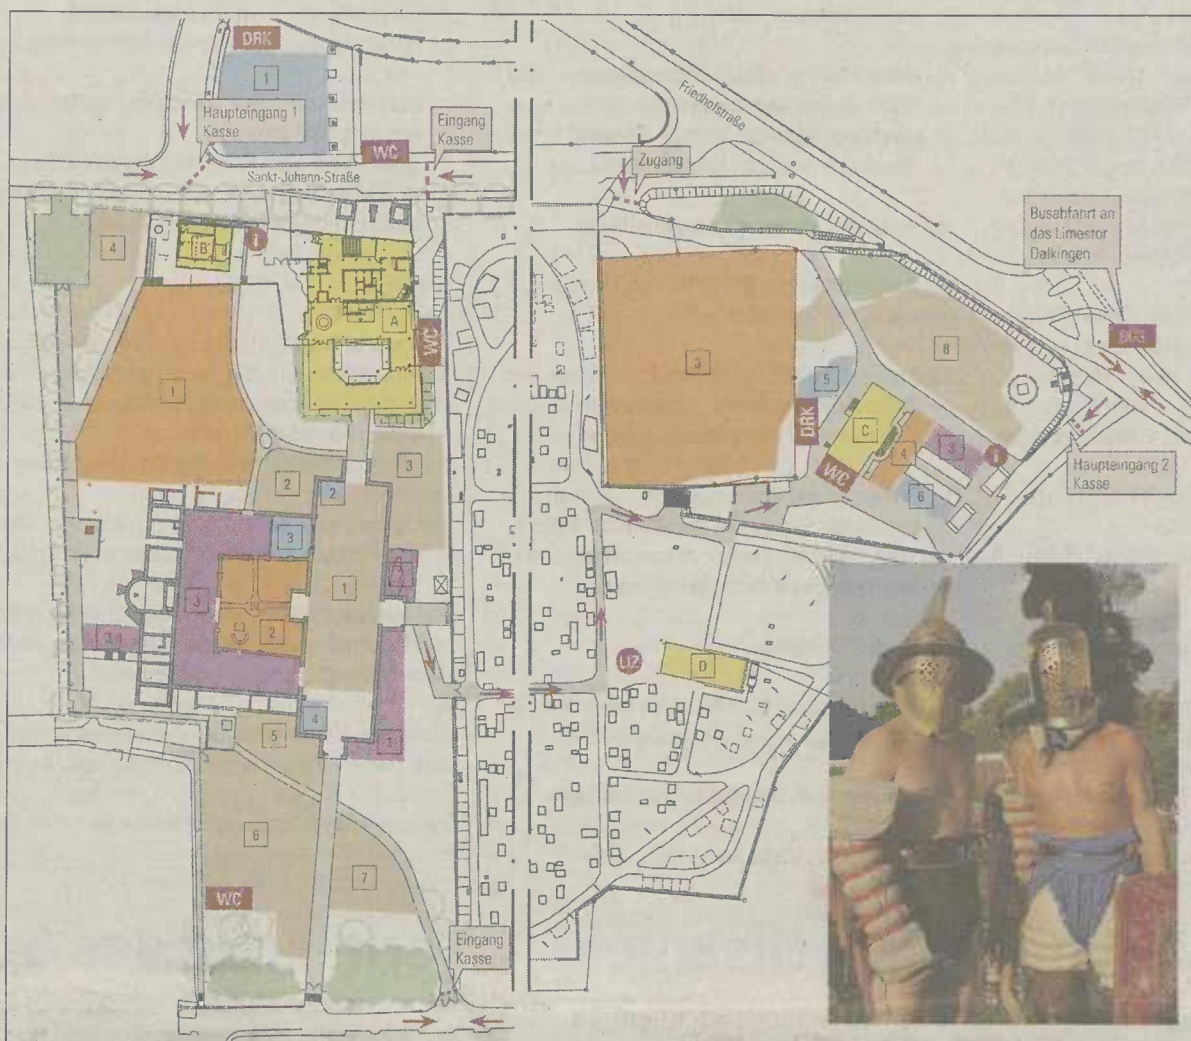 DRK
1
Haupteingang 1
Kasse
Eingang
Kasse
WC
Sankt-Johann-Straße
Friedhofstraße
Zugang
Busabfahrt an
das Limestor
Dalkingen
BUS
4
B
i
A
WC
1
3
8
5
DRK
C
4
3
i
WC
6
Haupteingang 2
Kasse
2
2
3
3
1
2
3
LIZ
D
4
5
1
6
7
WC
Eingang
Kasse